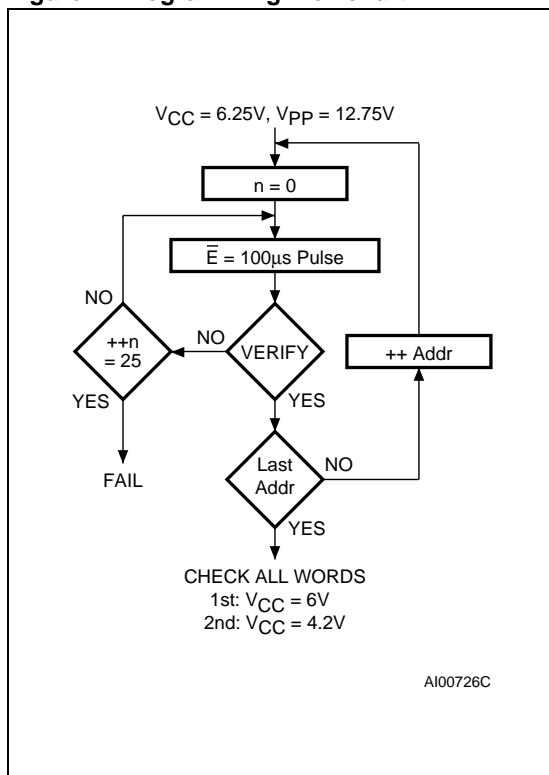 V_CC = 6.25V, V_PP = 12.75V
n = 0
E̅ = 100µs Pulse
NO
++n
= 25
NO
VERIFY
++ Addr
YES
YES
Last
Addr
NO
FAIL
YES
CHECK ALL WORDS
1st: V_CC = 6V
2nd: V_CC = 4.2V
AI00726C